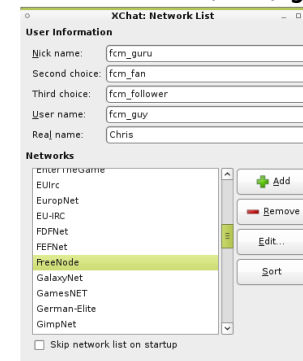 XChat: Network List
User Information
Nick name: fcm_guru
Second choice: fcm_fan
Third choice: fcm_follower
User name: fcm_guy
Real name: Chris
Networks
EnterTheGame
EUIrc
EuropNet
EU-IRC
FDFNet
FEFNet
FreeNode
GalaxyNet
GamesNET
German-Elite
GimpNet
Add
Remove
Edit...
Sort
Skip network list on startup